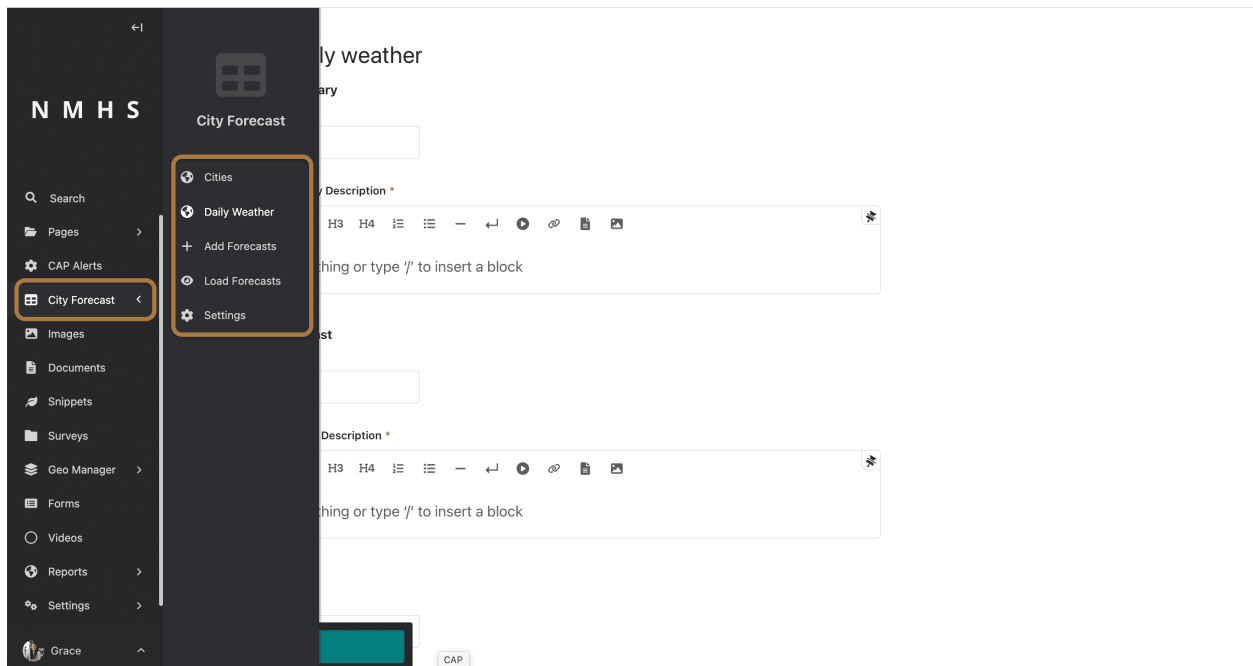 NMHS
Search
Pages
CAP Alerts
City Forecast
Images
Documents
Snippets
Surveys
Geo Manager
Forms
Videos
Reports
Settings
Grace
City Forecast
Cities
Daily Weather
Add Forecasts
Load Forecasts
Settings
ly weather
ary
y Description *
H3 H4
thing or type '/' to insert a block
ast
Description *
H3 H4
thing or type '/' to insert a block
CAP